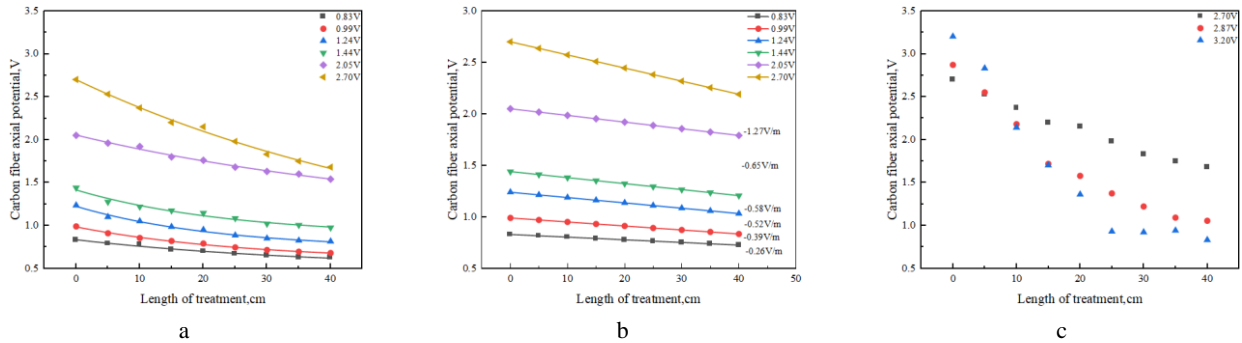 3.5
3.0
2.5
2.0
1.5
1.0
0.5
Carbon fiber axial potential,V
0 10 20 30 40
Length of treatment,cm
0.83V
0.99V
1.24V
1.44V
2.05V
2.70V
a
3.0
2.5
2.0
1.5
1.0
0.5
Carbon fiber axial potential,V
0 10 20 30 40 50
Length of treatment,cm
0.83V
0.99V
1.24V
1.44V
2.05V
2.70V
-1.27V/m
-0.65V/m
-0.58V/m
-0.52V/m
-0.39V/m
-0.26V/m
b
3.5
3.0
2.5
2.0
1.5
1.0
0.5
Carbon fiber axial potential,V
0 10 20 30 40
Length of treatment,cm
2.70V
2.87V
3.20V
c